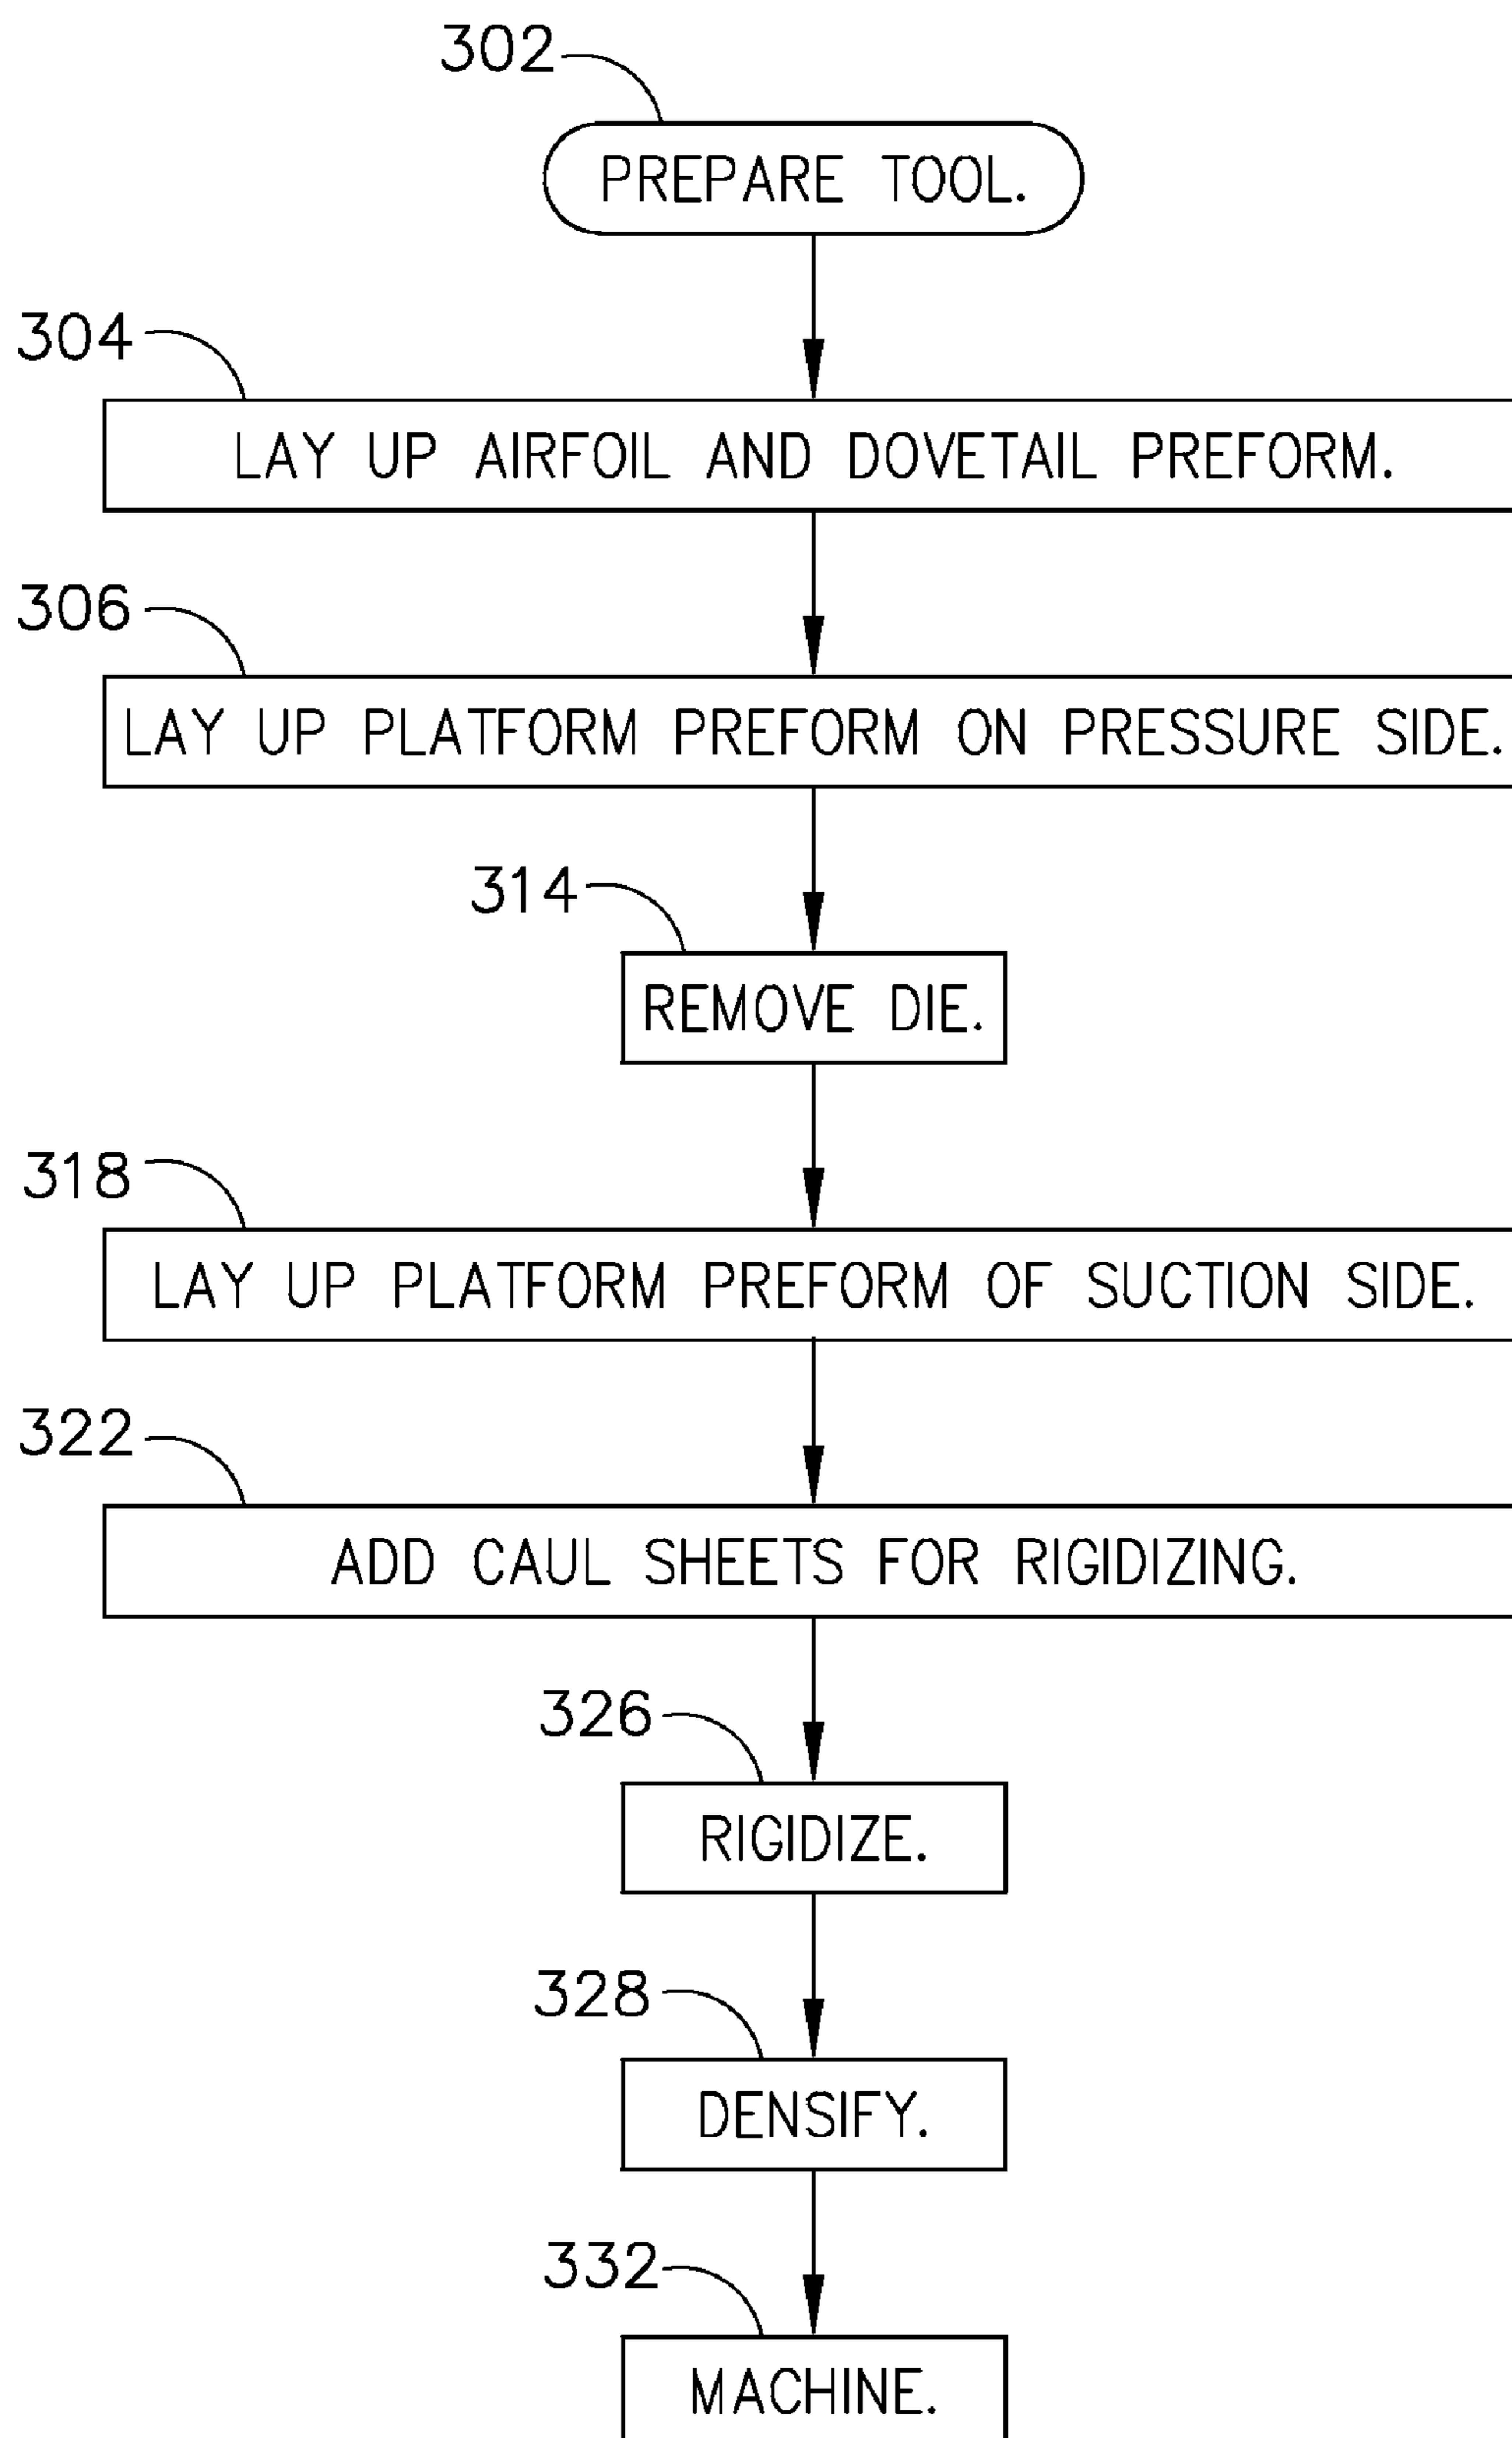 302
PREPARE TOOL.
304
LAY UP AIRFOIL AND DOVETAIL PREFORM.
306
LAY UP PLATFORM PREFORM ON PRESSURE SIDE.
314
REMOVE DIE.
318
LAY UP PLATFORM PREFORM OF SUCTION SIDE.
322
ADD CAUL SHEETS FOR RIGIDIZING.
326
RIGIDIZE.
328
DENSIFY.
332
MACHINE.